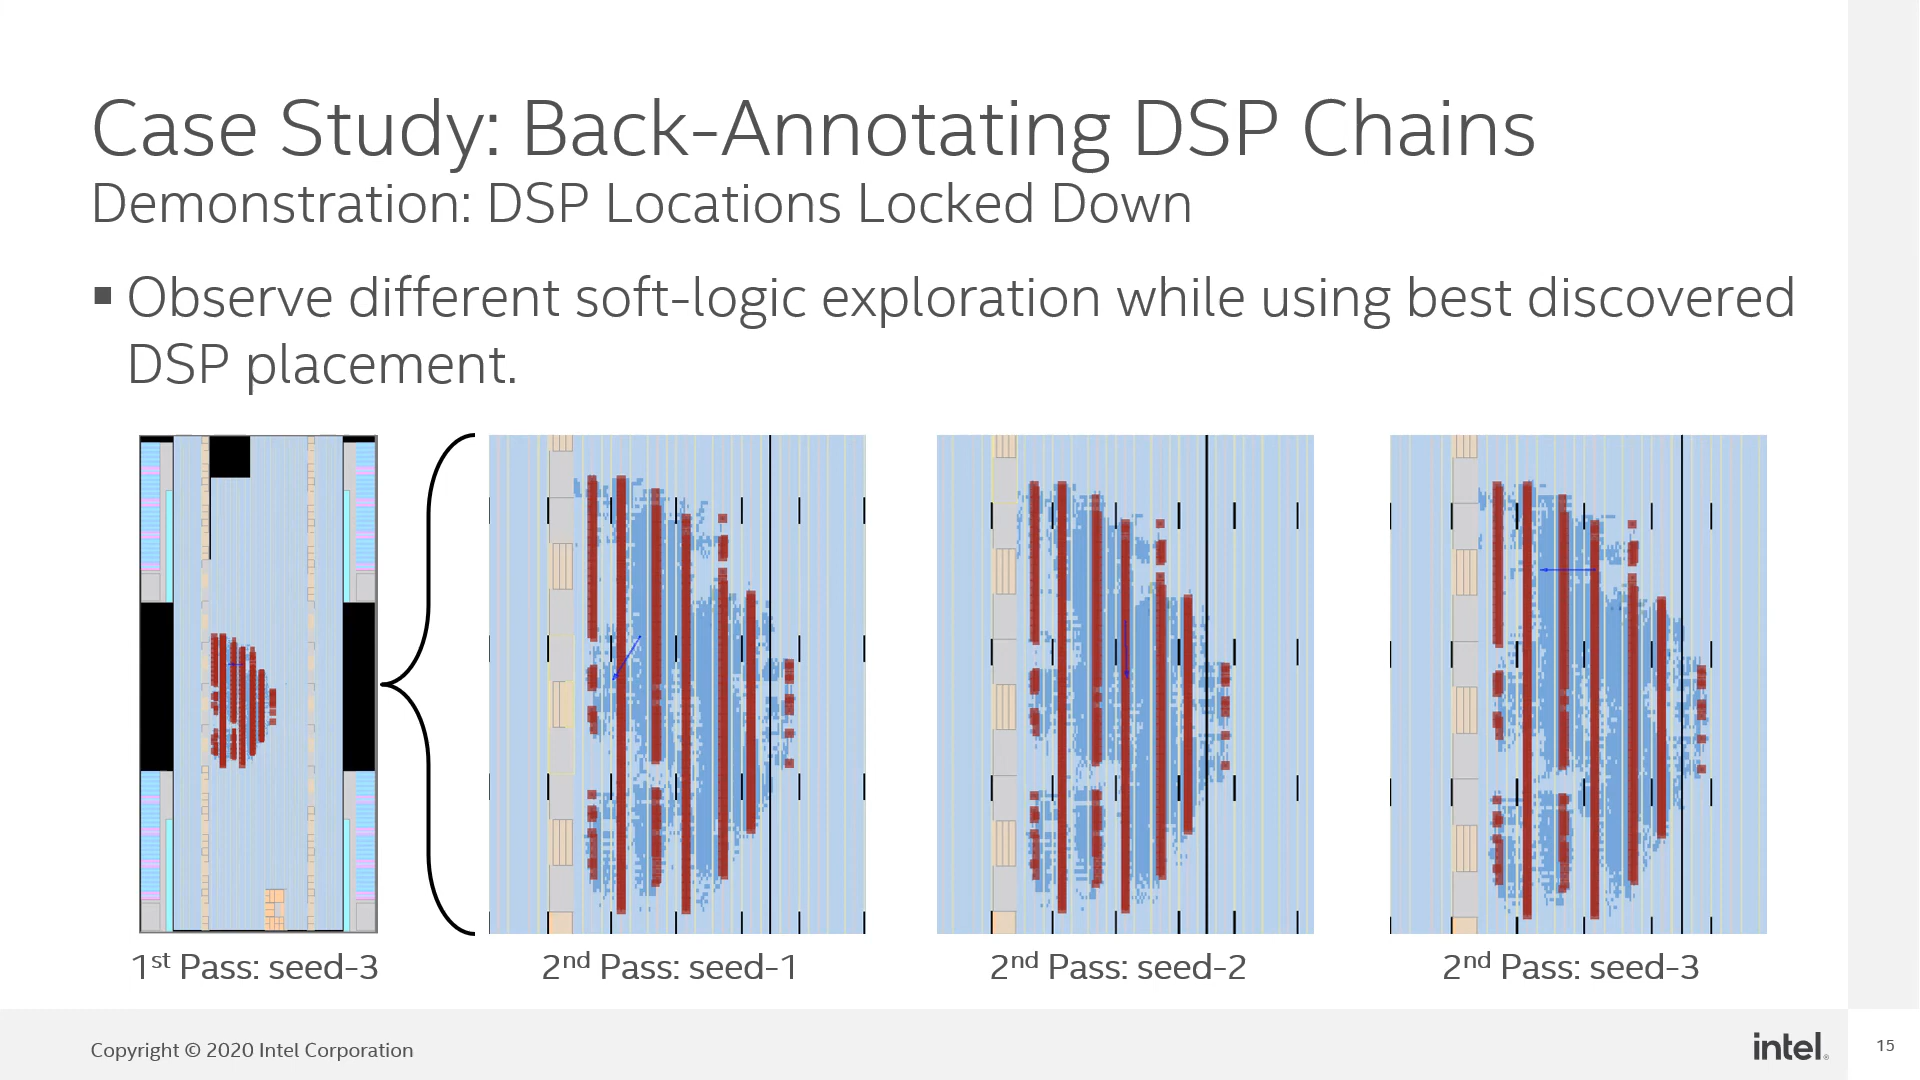 Case Study: Back-Annotating DSP Chains
Demonstration: DSP Locations Locked Down
▪ Observe different soft-logic exploration while using best discovered
DSP placement.
1st Pass: seed-3
2nd Pass: seed-1
2nd Pass: seed-2
2nd Pass: seed-3
Copyright © 2020 Intel Corporation
intel®
15